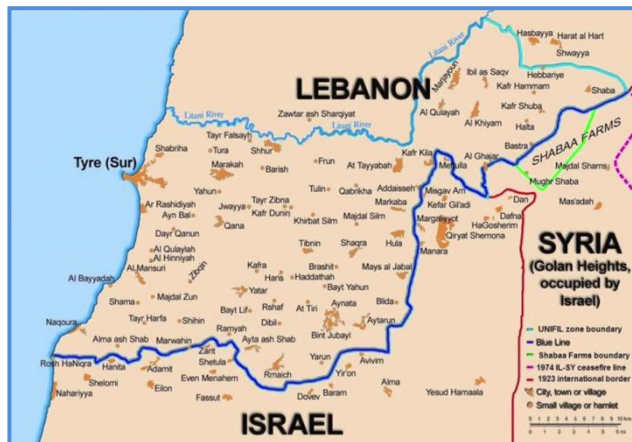 Hasbayya
Harat al Hart
Shwayya
Litani River
Marjayoun
Ibil as Saqv
Hebbariye
LEBANON
Kafr Hammam
Shaba
Zawtar ash Sharqiyat
Al Qulayah
Kafr Shuba
Litani River
Litani River
Al Khiyam
Halta
Tayr Falsayh
Shabriha
Tura
Shhur
Bastra
SHABAA FARMS
Tyre (Sur)
Marakah
Barish
Frun
At Tayyabah
Kafr Kila
Metulla
Al Ghajar
Majdal Shams
Mughr Shaba
Yahun
Tulin
Qabrikha
Addaisseh
Misgav Am
Ar Rashidiyah
Jwayya
Tayr Zibna
Markaba
Kefar Gil'adi
Dan
Mas'adah
Ayn Bal
Kafr Dunin
Majdal Silm
Margaliyyot
Dafna
Qana
Khirbat Silm
HaGosherim
Dayr Qanun
Hula
Qiryat Shemona
Tibnin
Shaqra
SYRIA
Al Qulaylah
Manara
(Golan Heights,
occupied by
Israel)
Al Hinniyah
Al Mansuri
Zibqin
Kafra
Brashit
Mays al Jabal
Al Bayyadah
Haris
Haddathah
Yatar
Bayt Yahun
Shama
Majdal Zun
Rshaf
Aynata
Blida
Bayt Lif
At Tiri
Naqoura
Tayr Harfa
Shihin
Dibil
Aytarun
Ramyah
Bint Jubayl
Alma ash Shab
Marwahin
Ayta ash Shab
Zarit
Rosh HaNiqra
Shetula
Yarun
Avivim
Hanita
Adamit
Rmaich
Yir'on
Shelomi
Even Menahem
Alma
Nahariyya
Eilon
Baram
Yesud Hamaala
Fassut
Dovev
ISRAEL
UNIFIL zone boundary
Blue Line
Shabaa Farms boundary
1974 IL-SY ceasefire line
1923 international border
City, town or village
Small village or hamlet